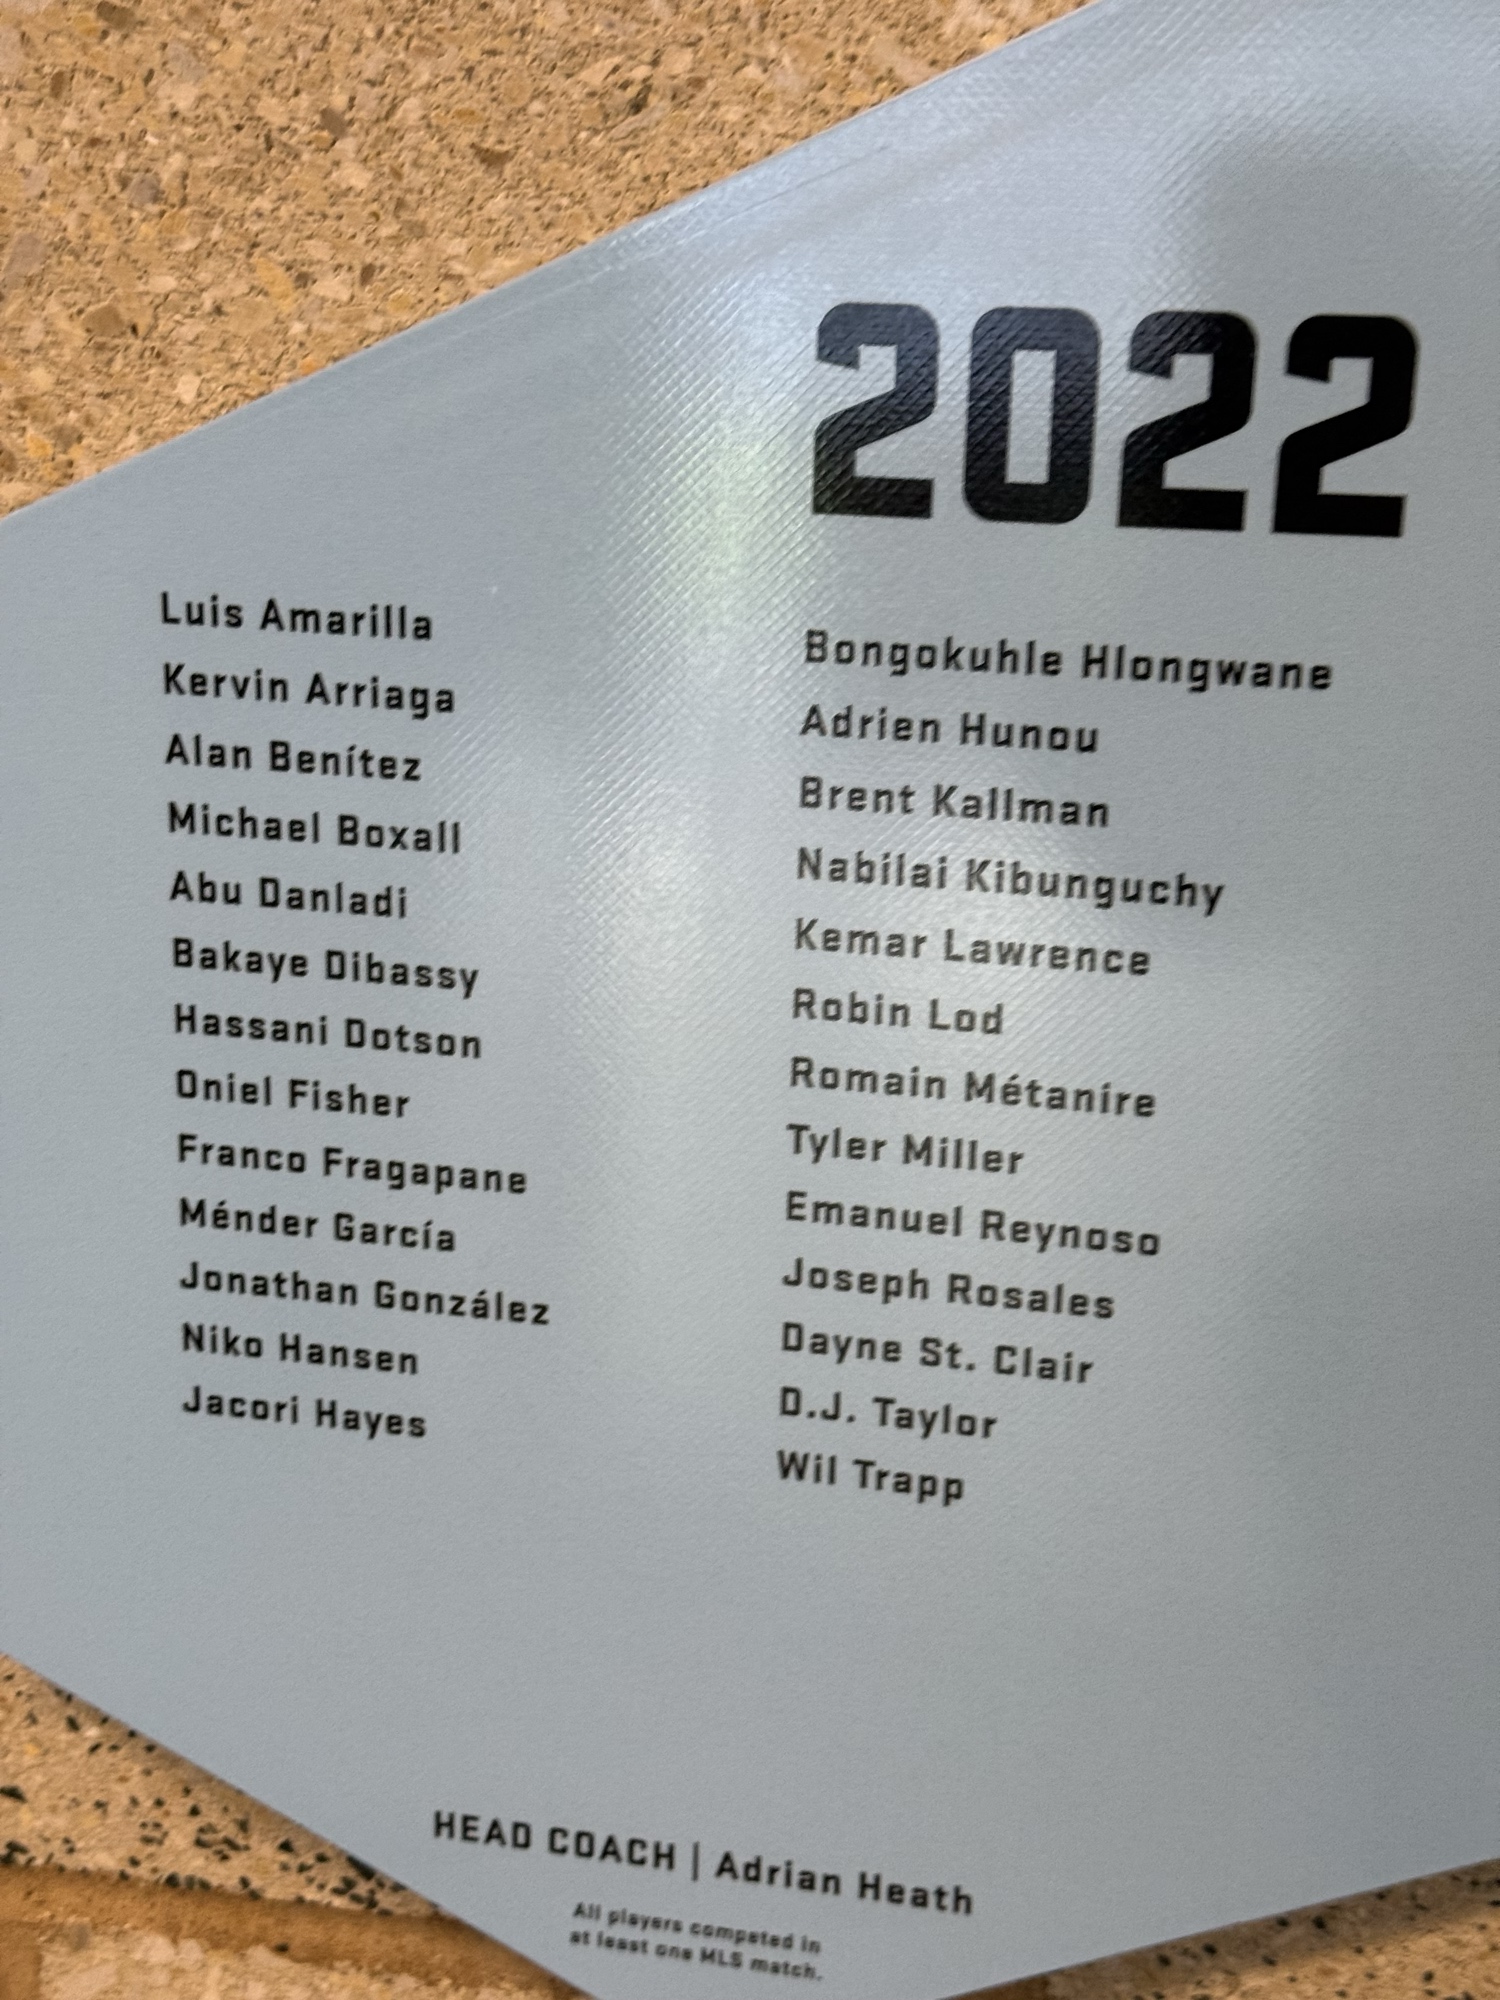 2022
Luis Amarilla
Kervin Arriaga
Alan Benítez
Michael Boxall
Abu Danladi
Bakaye Dibassy
Hassani Dotson
Oniel Fisher
Franco Fragapane
Ménder García
Jonathan González
Niko Hansen
Jacori Hayes
Bongokuhle Hlongwane
Adrien Hunou
Brent Kallman
Nabilai Kibunguchy
Kemar Lawrence
Robin Lod
Romain Métanire
Tyler Miller
Emanuel Reynoso
Joseph Rosales
Dayne St. Clair
D.J. Taylor
Wil Trapp
HEAD COACH | Adrian Heath
All players competed in
at least one MLS match.